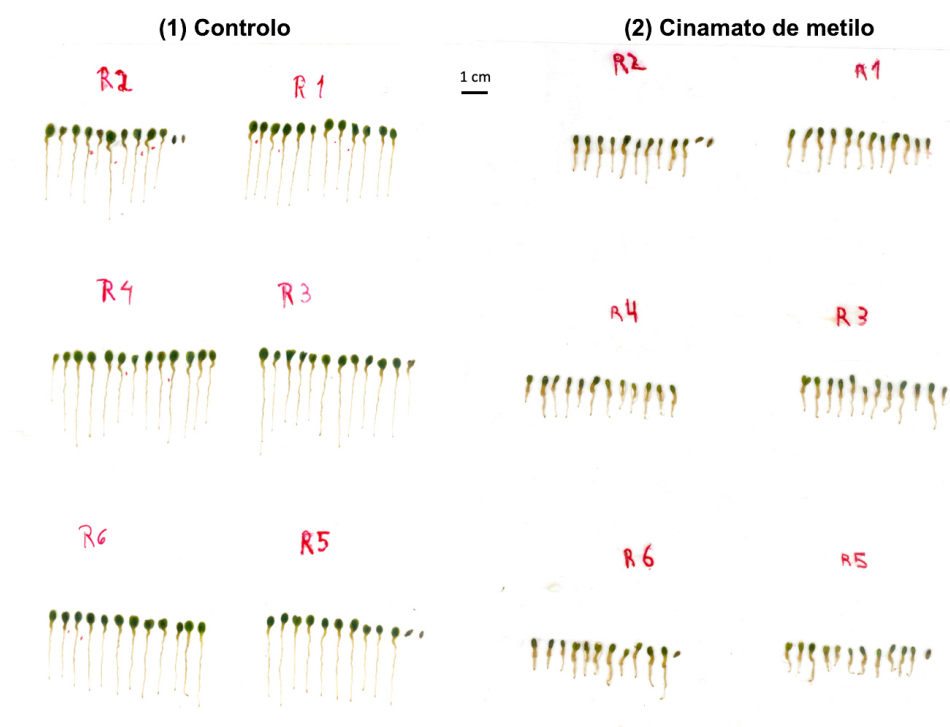 (1) Controlo
(2) Cinamato de metilo
R2
R1
1 cm
R2
R1
R4
R3
R4
R3
R6
R5
R6
R5